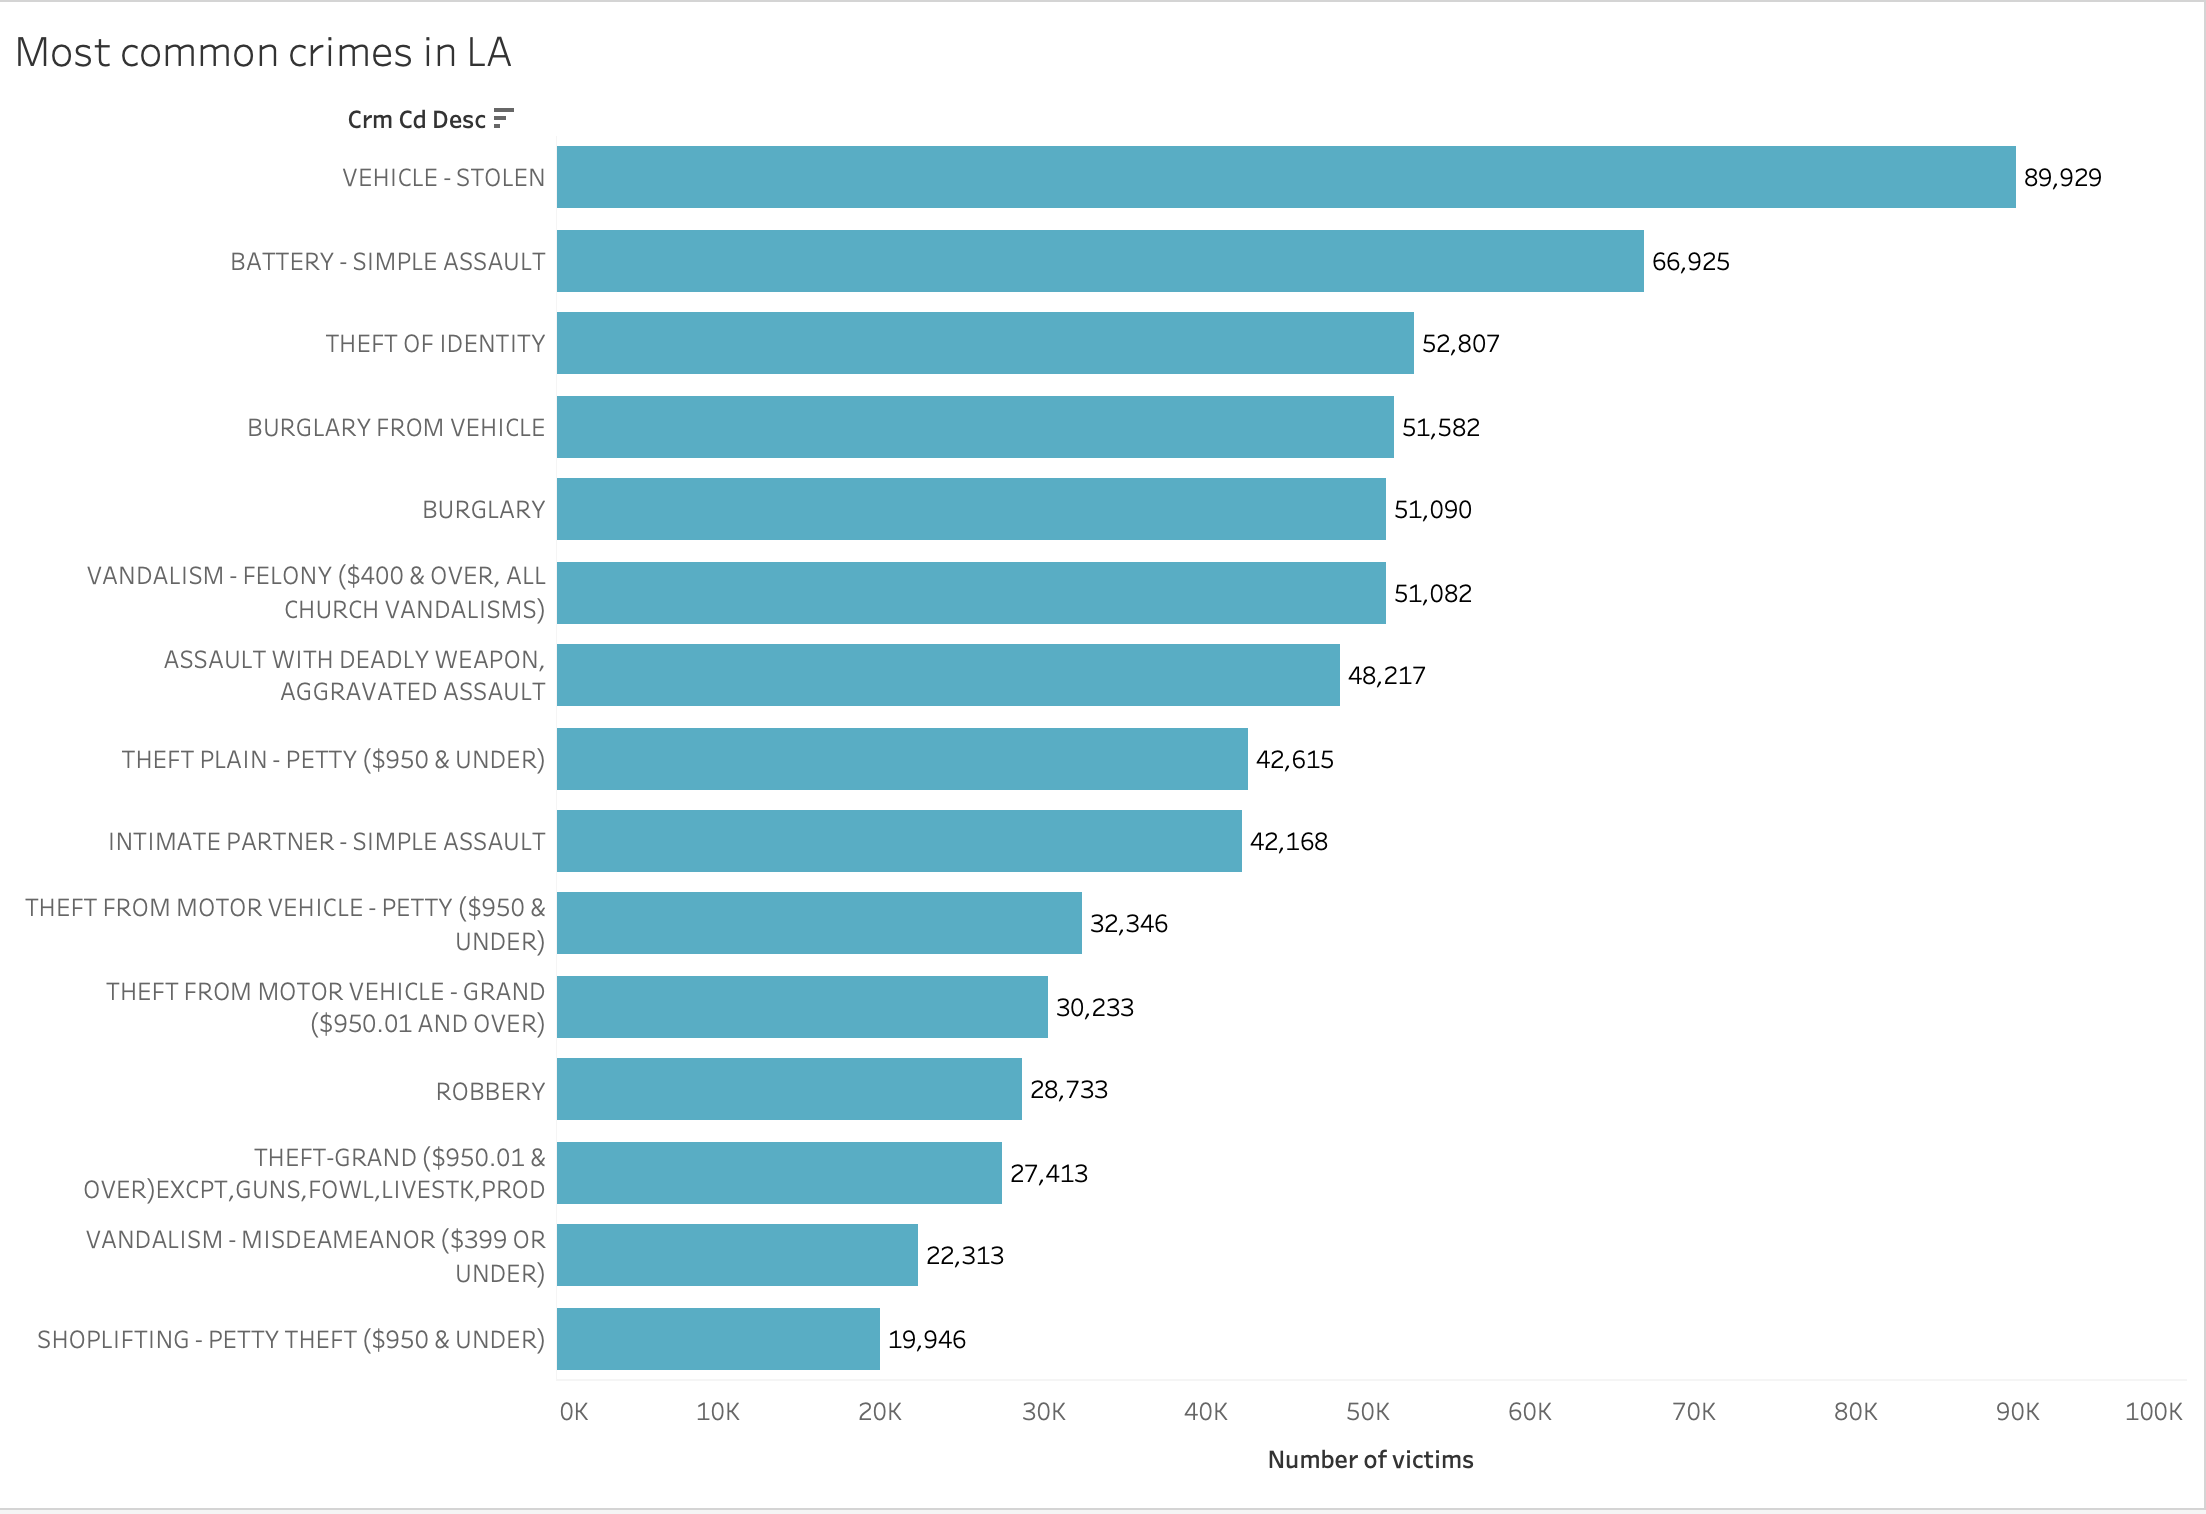 Most common crimes in LA
Crm Cd Desc
VEHICLE - STOLEN
89,929
BATTERY - SIMPLE ASSAULT
66,925
THEFT OF IDENTITY
52,807
BURGLARY FROM VEHICLE
51,582
BURGLARY
51,090
VANDALISM - FELONY ($400 & OVER, ALL
CHURCH VANDALISMS)
51,082
ASSAULT WITH DEADLY WEAPON,
AGGRAVATED ASSAULT
48,217
THEFT PLAIN - PETTY ($950 & UNDER)
42,615
INTIMATE PARTNER - SIMPLE ASSAULT
42,168
THEFT FROM MOTOR VEHICLE - PETTY ($950 &
UNDER)
32,346
THEFT FROM MOTOR VEHICLE - GRAND
($950.01 AND OVER)
30,233
ROBBERY
28,733
THEFT-GRAND ($950.01 &
OVER)EXCPT,GUNS,FOWL,LIVESTK,PROD
27,413
VANDALISM - MISDEAMEANOR ($399 OR
UNDER)
22,313
SHOPLIFTING - PETTY THEFT ($950 & UNDER)
19,946
0K 10K 20K 30K 40K 50K 60K 70K 80K 90K 100K
Number of victims